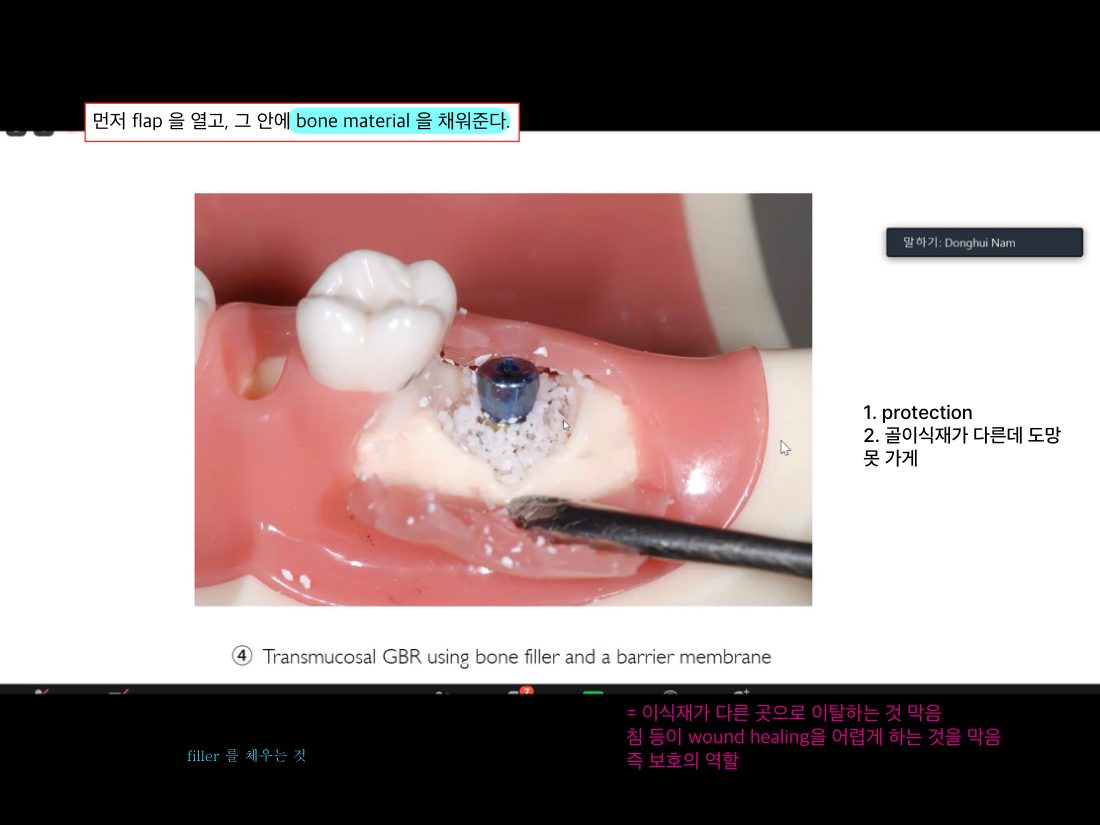 먼저 flap 을 열고, 그 안에 bone material 을 채워준다.
말하기: Donghui Nam
1. protection
2. 골이식재가 다른데 도망
못 가게
④ Transmucosal GBR using bone filler and a barrier membrane
7
= 이식재가 다른 곳으로 이탈하는 것 막음
침 등이 wound healing을 어렵게 하는 것을 막음
즉 보호의 역할
filler 를 채우는 것